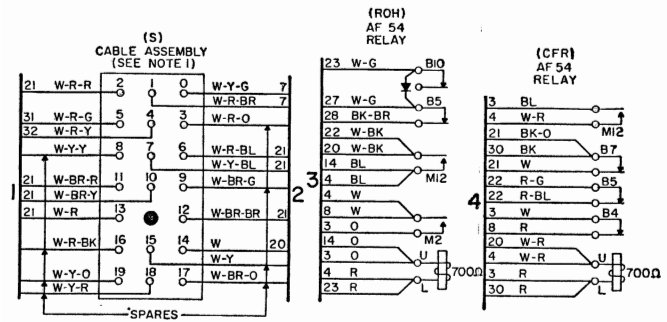 (S)
CABLE ASSEMBLY
(SEE NOTE 1)
21 W-R-R 2 1 0 W-Y-G 7
W-R-BR 7
31 W-R-G 5 4 3 W-R-O
32 W-R-Y
W-Y-Y 8 7 6 W-R-BL 21
W-Y-BL 21
21 W-BR-R 11 10 9 W-BR-G
21 W-BR-Y
21 W-R 13 12 W-BR-BR 21
W-R-BK 16 15 14 W 20
W-Y
W-Y-O 19 18 17 W-BR-O
W-Y-R
SPARES
1
2
(ROH)
AF 54
RELAY
23 W-G B10
27 W-G B5
28 BK-BR
22 W-BK
20 W-BK
14 BL
4 BL M12
4 W
8 W
3 O M2
14 O
3 O U
4 R 700Ω
23 R L
3
(CFR)
AF 54
RELAY
3 BL
4 W-R M12
21 BK-O
30 BK B7
21 W
22 R-G B5
22 R-BL
3 W B4
8 R
20 W-R
4 W-R U
3 R 700Ω
30 R L
4